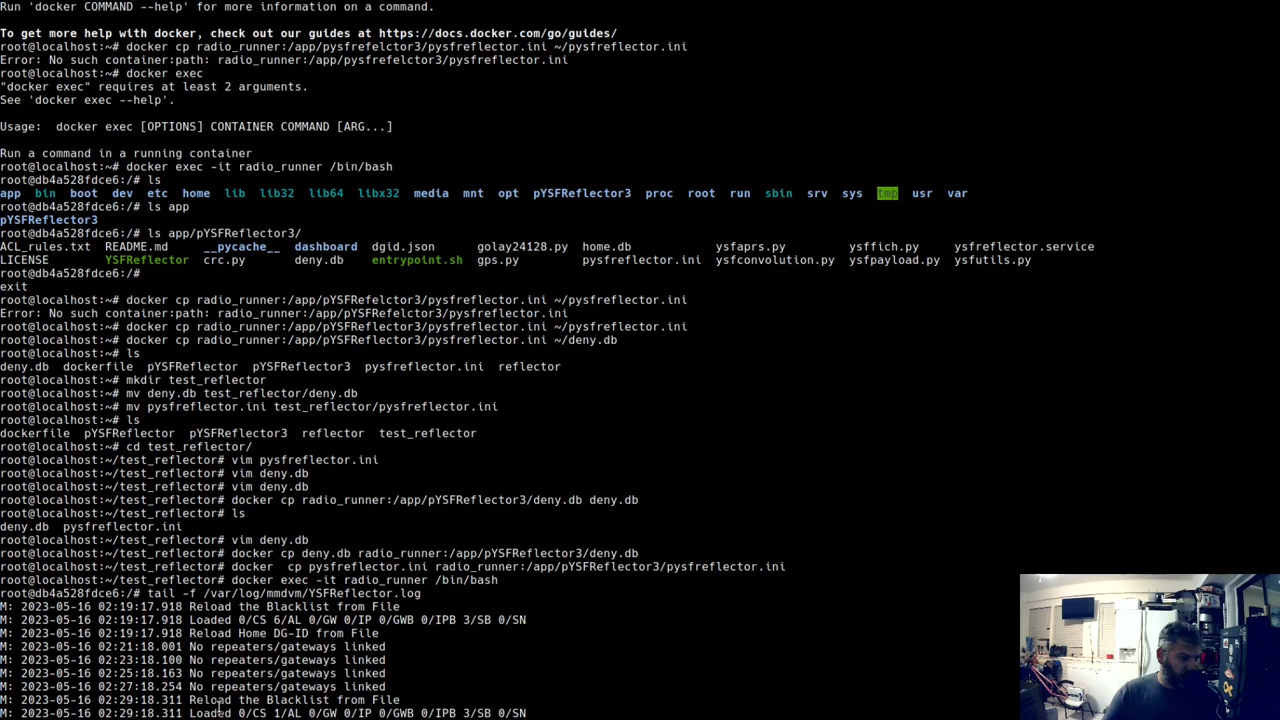 Run 'docker COMMAND --help' for more information on a command.
To get more help with docker, check out our guides at https://docs.docker.com/go/guides/
root@localhost:~# docker cp radio_runner:/app/pysfrefelctor3/pysfreflector.ini ~/pysfreflector.ini
Error: No such container:path: radio_runner:/app/pysfrefelctor3/pysfreflector.ini
root@localhost:~# docker exec
"docker exec" requires at least 2 arguments.
See 'docker exec --help'.
Usage:  docker exec [OPTIONS] CONTAINER COMMAND [ARG...]
Run a command in a running container
root@localhost:~# docker exec -it radio_runner /bin/bash
root@db4a528fdce6:/# ls
app  bin  boot  dev  etc  home  lib  lib32  lib64  libx32  media  mnt  opt  pYSFReflector3  proc  root  run  sbin  srv  sys  tmp  usr  var
root@db4a528fdce6:/# ls app
pYSFReflector3
root@db4a528fdce6:/# ls app/pYSFReflector3/
ACL_rules.txt  README.md     __pycache__  dashboard  dgid.json      golay24128.py  home.db            ysfaprs.py         ysffich.py     ysfreflector.service
LICENSE        YSFReflector  crc.py       deny.db    entrypoint.sh  gps.py         pysfreflector.ini  ysfconvolution.py  ysfpayload.py  ysfutils.py
root@db4a528fdce6:/#
exit
root@localhost:~# docker cp radio_runner:/app/pYSFRefelctor3/pysfreflector.ini ~/pysfreflector.ini
Error: No such container:path: radio_runner:/app/pYSFRefelctor3/pysfreflector.ini
root@localhost:~# docker cp radio_runner:/app/pYSFReflector3/pysfreflector.ini ~/pysfreflector.ini
root@localhost:~# docker cp radio_runner:/app/pYSFReflector3/pysfreflector.ini ~/deny.db
root@localhost:~# ls
deny.db  dockerfile  pYSFReflector  pYSFReflector3  pysfreflector.ini  reflector
root@localhost:~# mkdir test_reflector
root@localhost:~# mv deny.db test_reflector/deny.db
root@localhost:~# mv pysfreflector.ini test_reflector/pysfreflector.ini
root@localhost:~# ls
dockerfile  pYSFReflector  pYSFReflector3  reflector  test_reflector
root@localhost:~# cd test_reflector/
root@localhost:~/test_reflector# vim pysfreflector.ini
root@localhost:~/test_reflector# vim deny.db
root@localhost:~/test_reflector# vim deny.db
root@localhost:~/test_reflector# docker cp radio_runner:/app/pYSFReflector3/deny.db deny.db
root@localhost:~/test_reflector# ls
deny.db  pysfreflector.ini
root@localhost:~/test_reflector# vim deny.db
root@localhost:~/test_reflector# docker cp deny.db radio_runner:/app/pYSFReflector3/deny.db
root@localhost:~/test_reflector# docker  cp pysfreflector.ini radio_runner:/app/pYSFReflector3/pysfreflector.ini
root@localhost:~/test_reflector# docker exec -it radio_runner /bin/bash
root@db4a528fdce6:/# tail -f /var/log/mmdvm/YSFReflector.log
M: 2023-05-16 02:19:17.918 Reload the Blacklist from File
M: 2023-05-16 02:19:17.918 Loaded 0/CS 6/AL 0/GW 0/IP 0/GWB 0/IPB 3/SB 0/SN
M: 2023-05-16 02:19:17.918 Reload Home DG-ID from File
M: 2023-05-16 02:21:18.001 No repeaters/gateways linked
M: 2023-05-16 02:23:18.100 No repeaters/gateways linked
M: 2023-05-16 02:25:18.163 No repeaters/gateways linked
M: 2023-05-16 02:27:18.254 No repeaters/gateways linked
M: 2023-05-16 02:29:18.311 Reload the Blacklist from File
M: 2023-05-16 02:29:18.311 Loaded 0/CS 1/AL 0/GW 0/IP 0/GWB 0/IPB 3/SB 0/SN